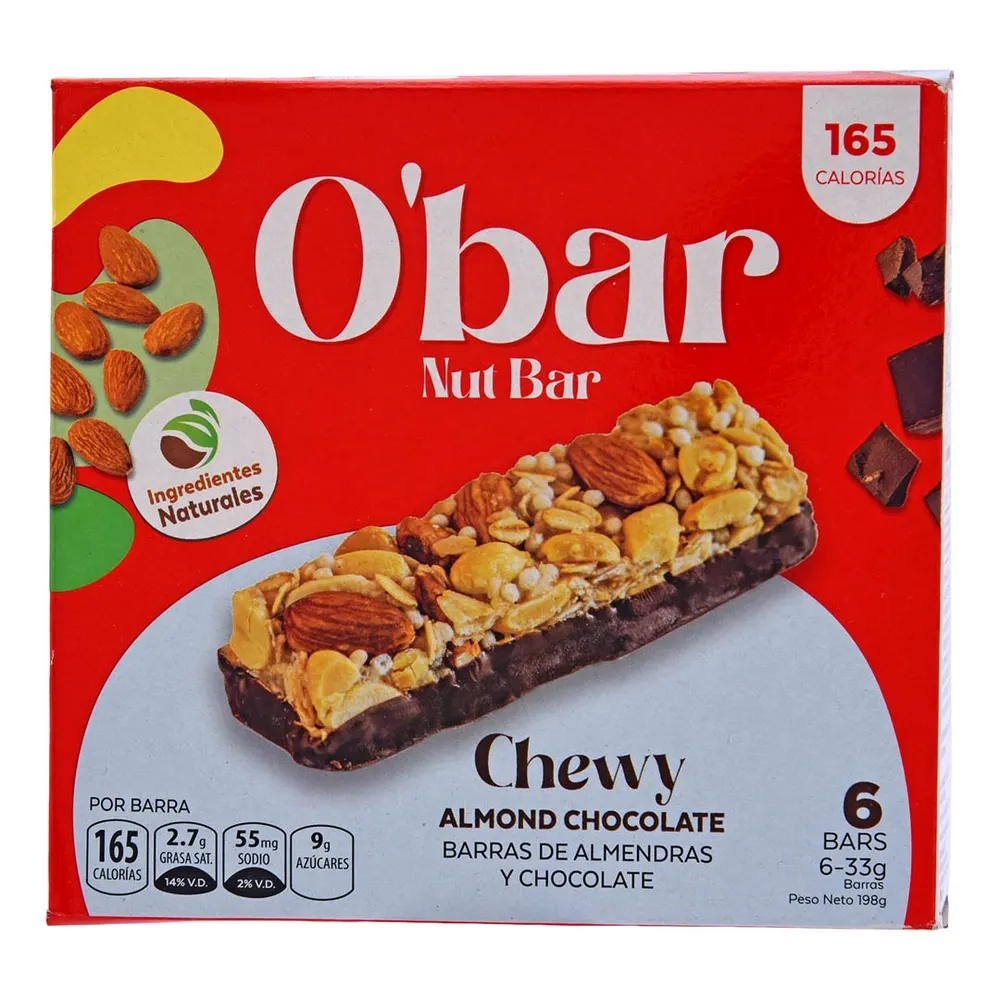 165
CALORÍAS
O'bar
Nut Bar
Ingredientes
Naturales
Chewy
ALMOND CHOCOLATE
BARRAS DE ALMENDRAS
Y CHOCOLATE
POR BARRA
165
CALORÍAS
2.7g
GRASA SAT.
14% V.D.
55mg
SODIO
2% V.D.
9g
AZÚCARES
6
BARS
6-33g
Barras
Peso Neto 198g